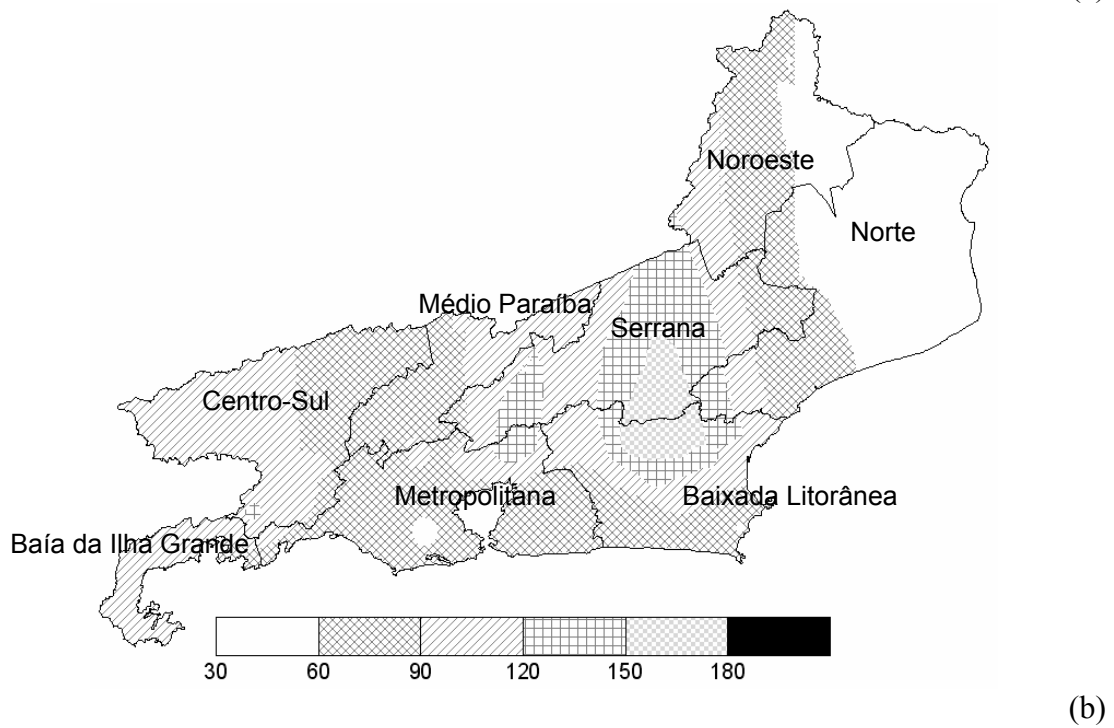 Noroeste
Norte
Médio Paraíba
Serrana
Centro-Sul
Metropolitana
Baixada Litorânea
Baía da Ilha Grande
30 60 90 120 150 180
(b)